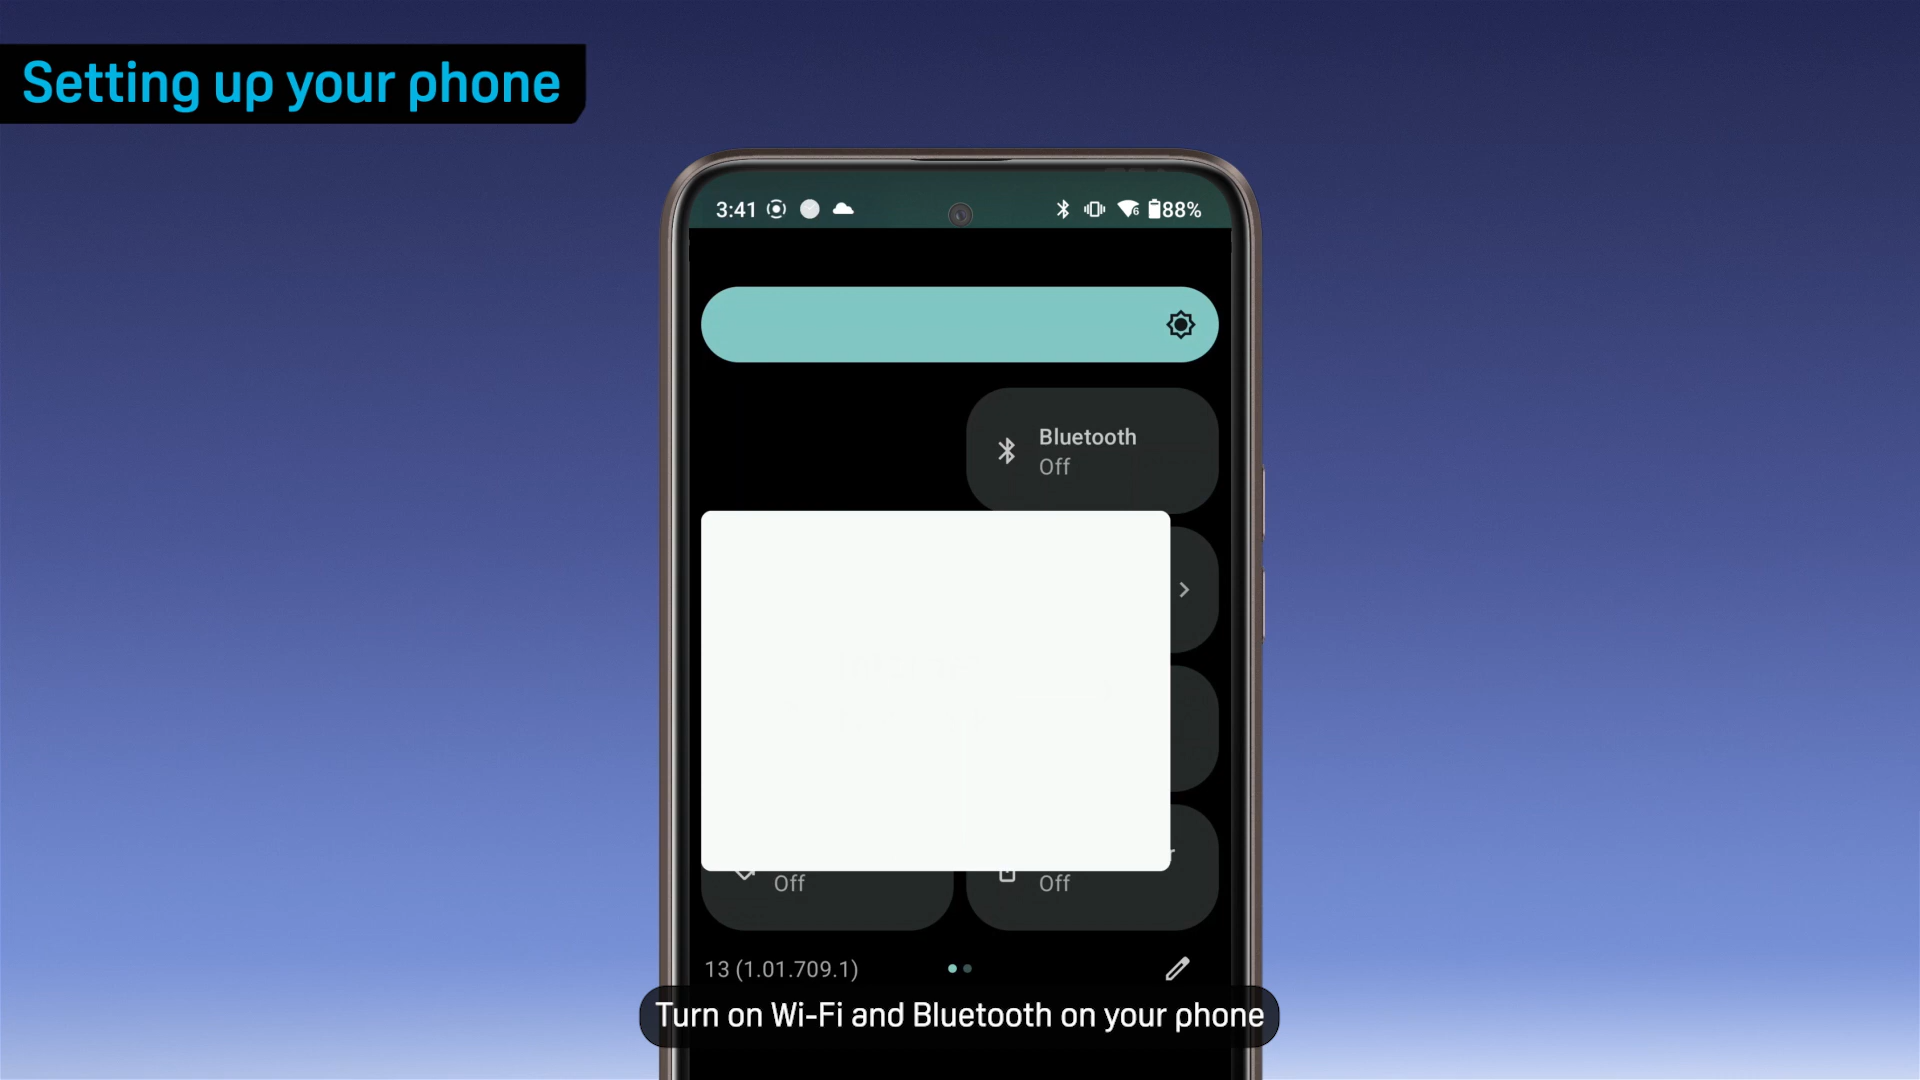 Setting up your phone
3:41
6 88%
Bluetooth
Off
Off
Off
13 (1.01.709.1)
Turn on Wi-Fi and Bluetooth on your phone